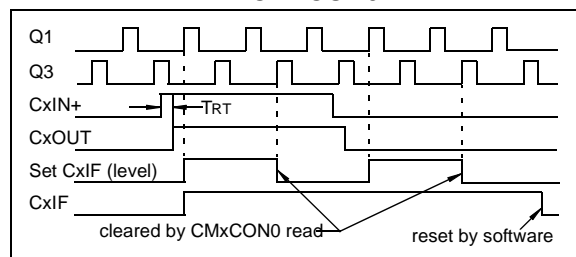 Q1
Q3
CxIN+
TRT
CxOUT
Set CxIF (level)
CxIF
cleared by CMxCON0 read
reset by software